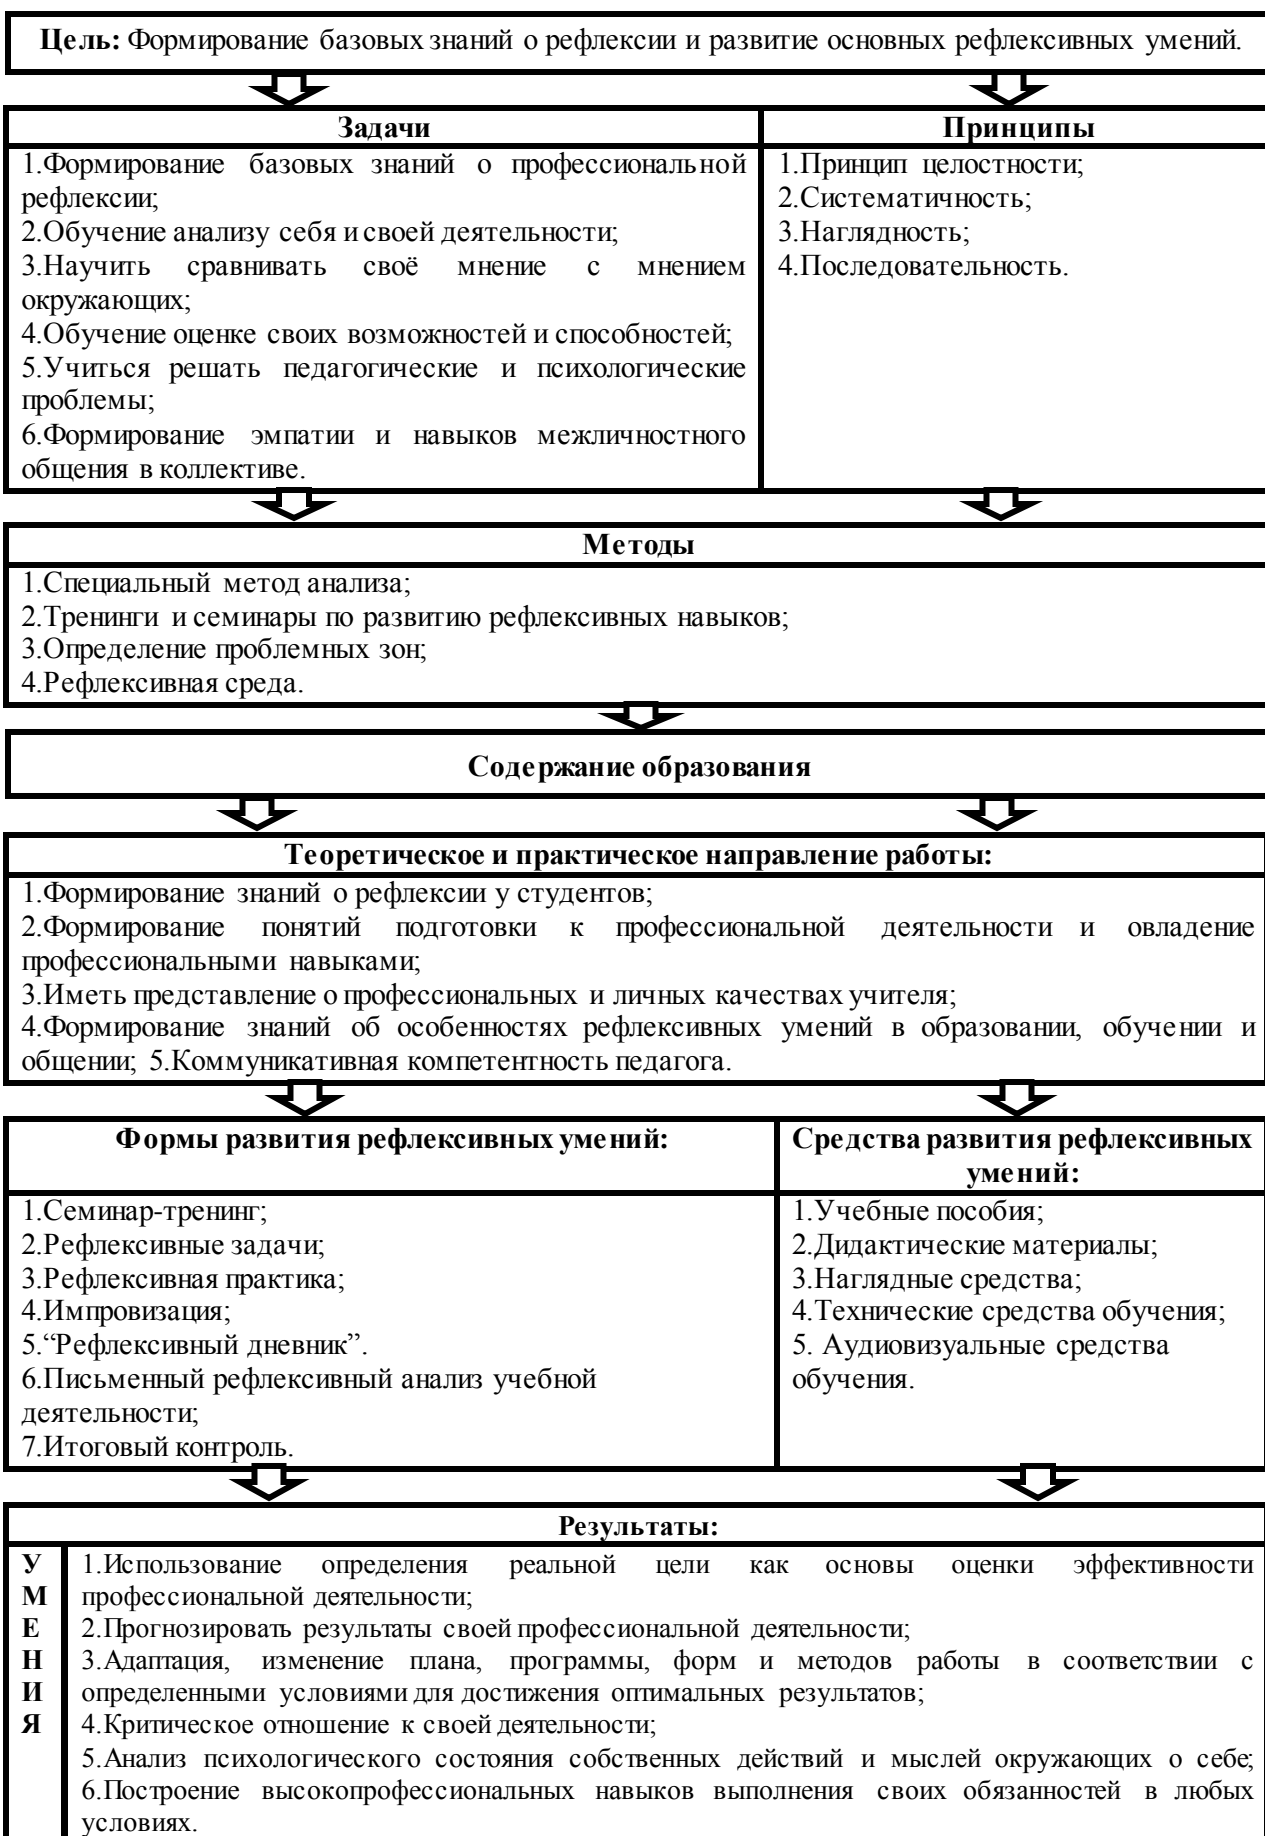 Цель: Формирование базовых знаний о рефлексии и развитие основных рефлексивных умений.
Задачи
1.Формирование базовых знаний о профессиональной
рефлексии;
2.Обучение анализу себя и своей деятельности;
3.Научить сравнивать своё мнение с мнением
окружающих;
4.Обучение оценке своих возможностей и способностей;
5.Учиться решать педагогические и психологические
проблемы;
6.Формирование эмпатии и навыков межличностного
общения в коллективе.
Принципы
1.Принцип целостности;
2.Систематичность;
3.Наглядность;
4.Последовательность.
Методы
1.Специальный метод анализа;
2.Тренинги и семинары по развитию рефлексивных навыков;
3.Определение проблемных зон;
4.Рефлексивная среда.
Содержание образования
Теоретическое и практическое направление работы:
1.Формирование знаний о рефлексии у студентов;
2.Формирование понятий подготовки к профессиональной деятельности и овладение
профессиональными навыками;
3.Иметь представление о профессиональных и личных качествах учителя;
4.Формирование знаний об особенностях рефлексивных умений в образовании, обучении и
общении; 5.Коммуникативная компетентность педагога.
Формы развития рефлексивных умений:
1.Семинар-тренинг;
2.Рефлексивные задачи;
3.Рефлексивная практика;
4.Импровизация;
5.“Рефлексивный дневник”.
6.Письменный рефлексивный анализ учебной
деятельности;
7.Итоговый контроль.
Средства развития рефлексивных
умений:
1.Учебные пособия;
2.Дидактические материалы;
3.Наглядные средства;
4.Технические средства обучения;
5. Аудиовизуальные средства
обучения.
Результаты:
У
М
Е
Н
И
Я
1.Использование определения реальной цели как основы оценки эффективности
профессиональной деятельности;
2.Прогнозировать результаты своей профессиональной деятельности;
3.Адаптация, изменение плана, программы, форм и методов работы в соответствии с
определенными условиями для достижения оптимальных результатов;
4.Критическое отношение к своей деятельности;
5.Анализ психологического состояния собственных действий и мыслей окружающих о себе;
6.Построение высокопрофессиональных навыков выполнения своих обязанностей в любых
условиях.